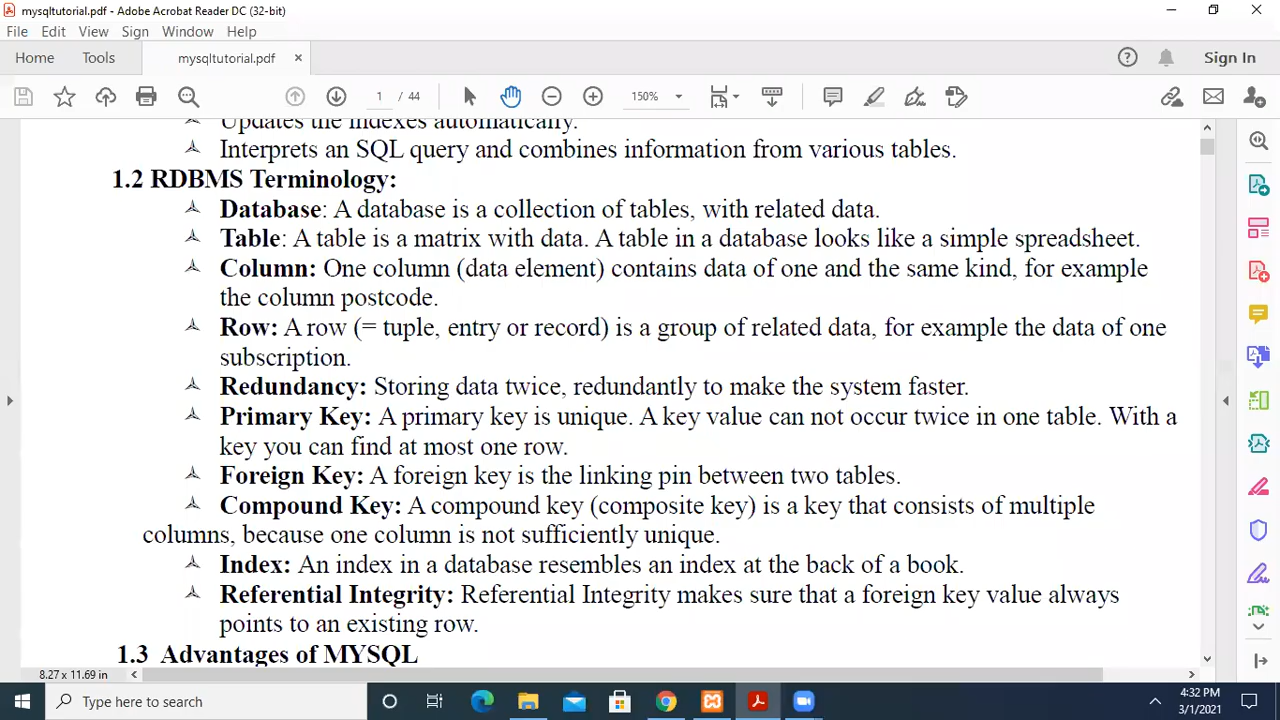 mysqltutorial.pdf - Adobe Acrobat Reader DC (32-bit)
File Edit View Sign Window Help
Home Tools mysqltutorial.pdf × Sign In
1 / 44 150%
Updates the indexes automatically.
Interprets an SQL query and combines information from various tables.
1.2 RDBMS Terminology:
Database: A database is a collection of tables, with related data.
Table: A table is a matrix with data. A table in a database looks like a simple spreadsheet.
Column: One column (data element) contains data of one and the same kind, for example
the column postcode.
Row: A row (= tuple, entry or record) is a group of related data, for example the data of one
subscription.
Redundancy: Storing data twice, redundantly to make the system faster.
Primary Key: A primary key is unique. A key value can not occur twice in one table. With a
key you can find at most one row.
Foreign Key: A foreign key is the linking pin between two tables.
Compound Key: A compound key (composite key) is a key that consists of multiple
columns, because one column is not sufficiently unique.
Index: An index in a database resembles an index at the back of a book.
Referential Integrity: Referential Integrity makes sure that a foreign key value always
points to an existing row.
1.3 Advantages of MYSQL
8.27 x 11.69 in
Type here to search
4:32 PM
3/1/2021